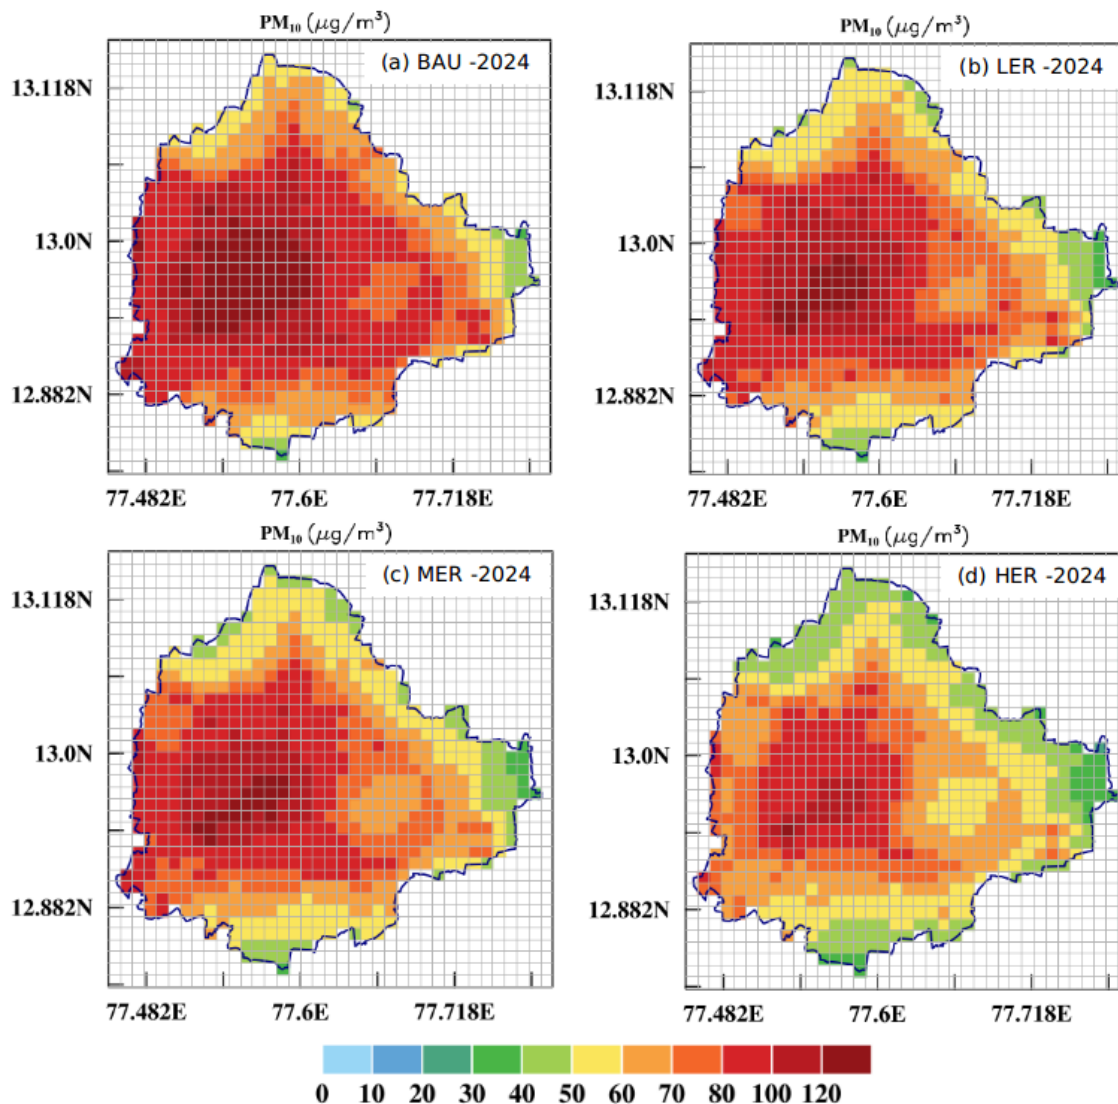 PM₁₀ (μg/m³)
(a) BAU -2024
13.118N
13.0N
12.882N
77.482E 77.6E 77.718E
PM₁₀ (μg/m³)
(b) LER -2024
13.118N
13.0N
12.882N
77.482E 77.6E 77.718E
PM₁₀ (μg/m³)
(c) MER -2024
13.118N
13.0N
12.882N
77.482E 77.6E 77.718E
PM₁₀ (μg/m³)
(d) HER -2024
13.118N
13.0N
12.882N
77.482E 77.6E 77.718E
0 10 20 30 40 50 60 70 80 100 120